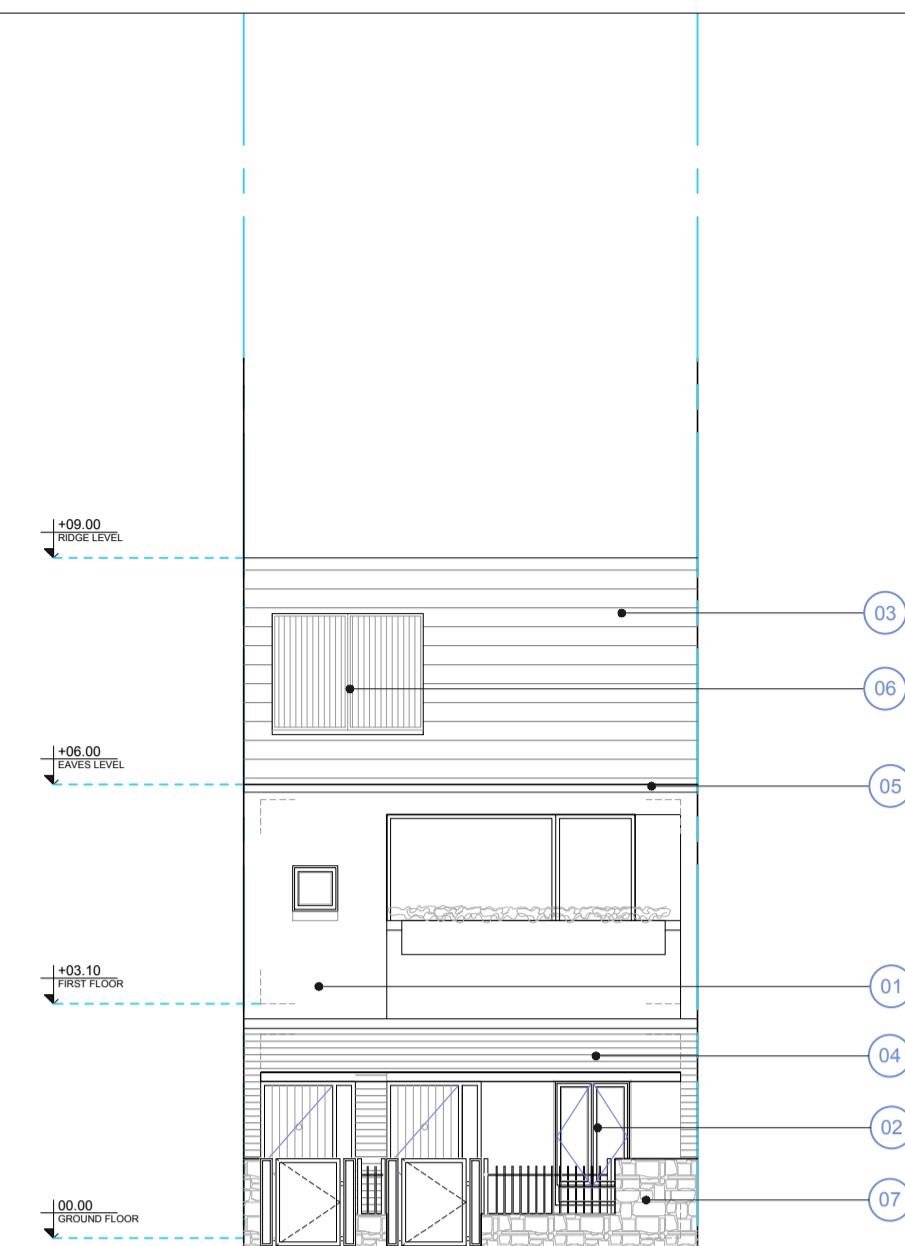 +09.00
RIDGE LEVEL
03
06
+06.00
EAVES LEVEL
05
+03.10
FIRST FLOOR
01
04
02
07
00.00
GROUND FLOOR